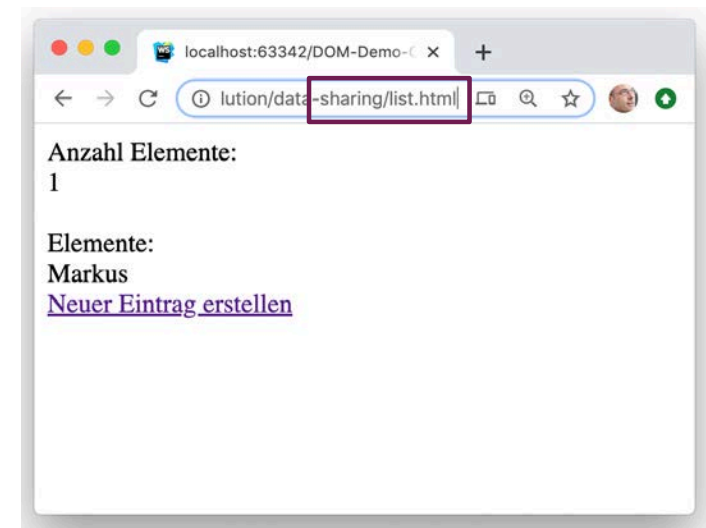 localhost:63342/DOM-Demo-
lution/data-sharing/list.html
Anzahl Elemente:
1
Elemente:
Markus
Neuer Eintrag erstellen